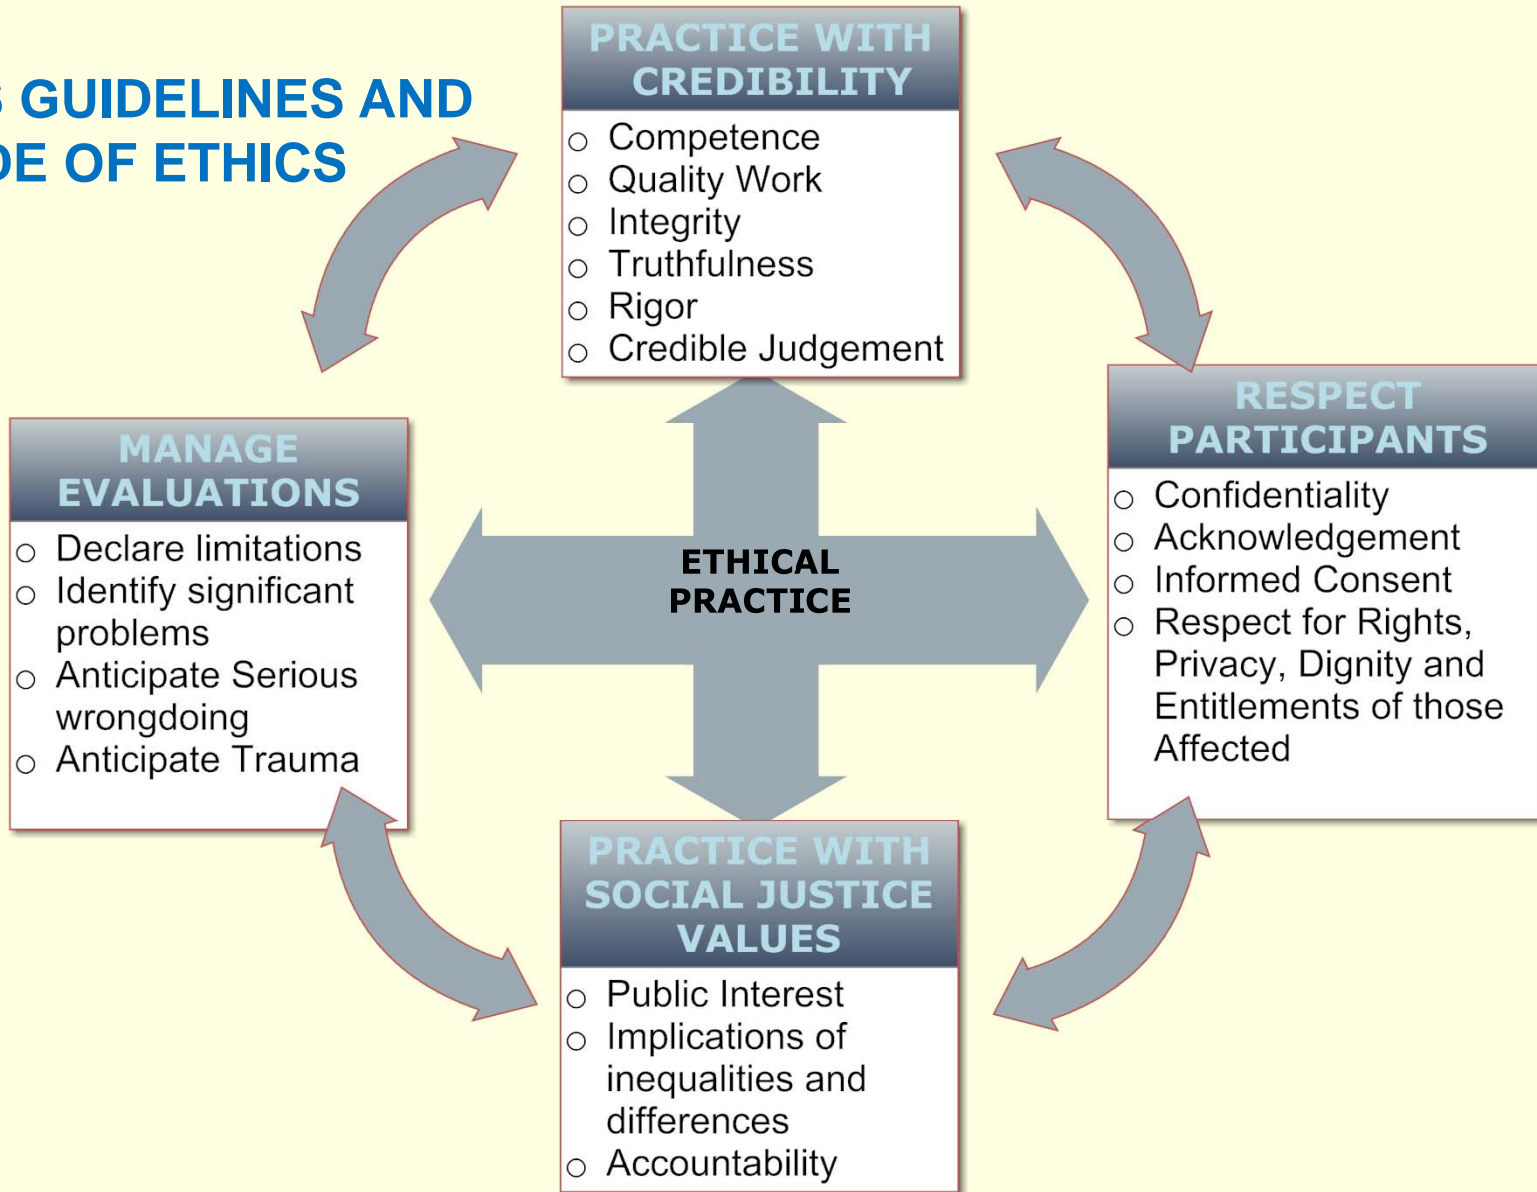 GUIDELINES AND
OF ETHICS
PRACTICE WITH
CREDIBILITY
○ Competence
○ Quality Work
○ Integrity
○ Truthfulness
○ Rigor
○ Credible Judgement
MANAGE
EVALUATIONS
○ Declare limitations
○ Identify significant
problems
○ Anticipate Serious
wrongdoing
○ Anticipate Trauma
ETHICAL
PRACTICE
RESPECT
PARTICIPANTS
○ Confidentiality
○ Acknowledgement
○ Informed Consent
○ Respect for Rights,
Privacy, Dignity and
Entitlements of those
Affected
PRACTICE WITH
SOCIAL JUSTICE
VALUES
○ Public Interest
○ Implications of
inequalities and
differences
○ Accountability